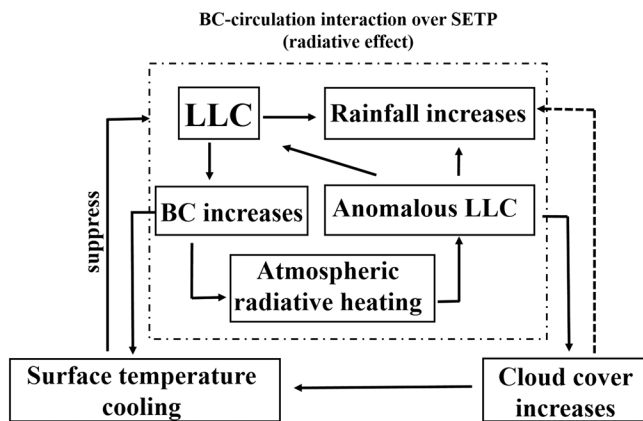 BC-circulation interaction over SETP
(radiative effect)
LLC
Rainfall increases
BC increases
Anomalous LLC
Atmospheric
radiative heating
suppress
Surface temperature
cooling
Cloud cover
increases